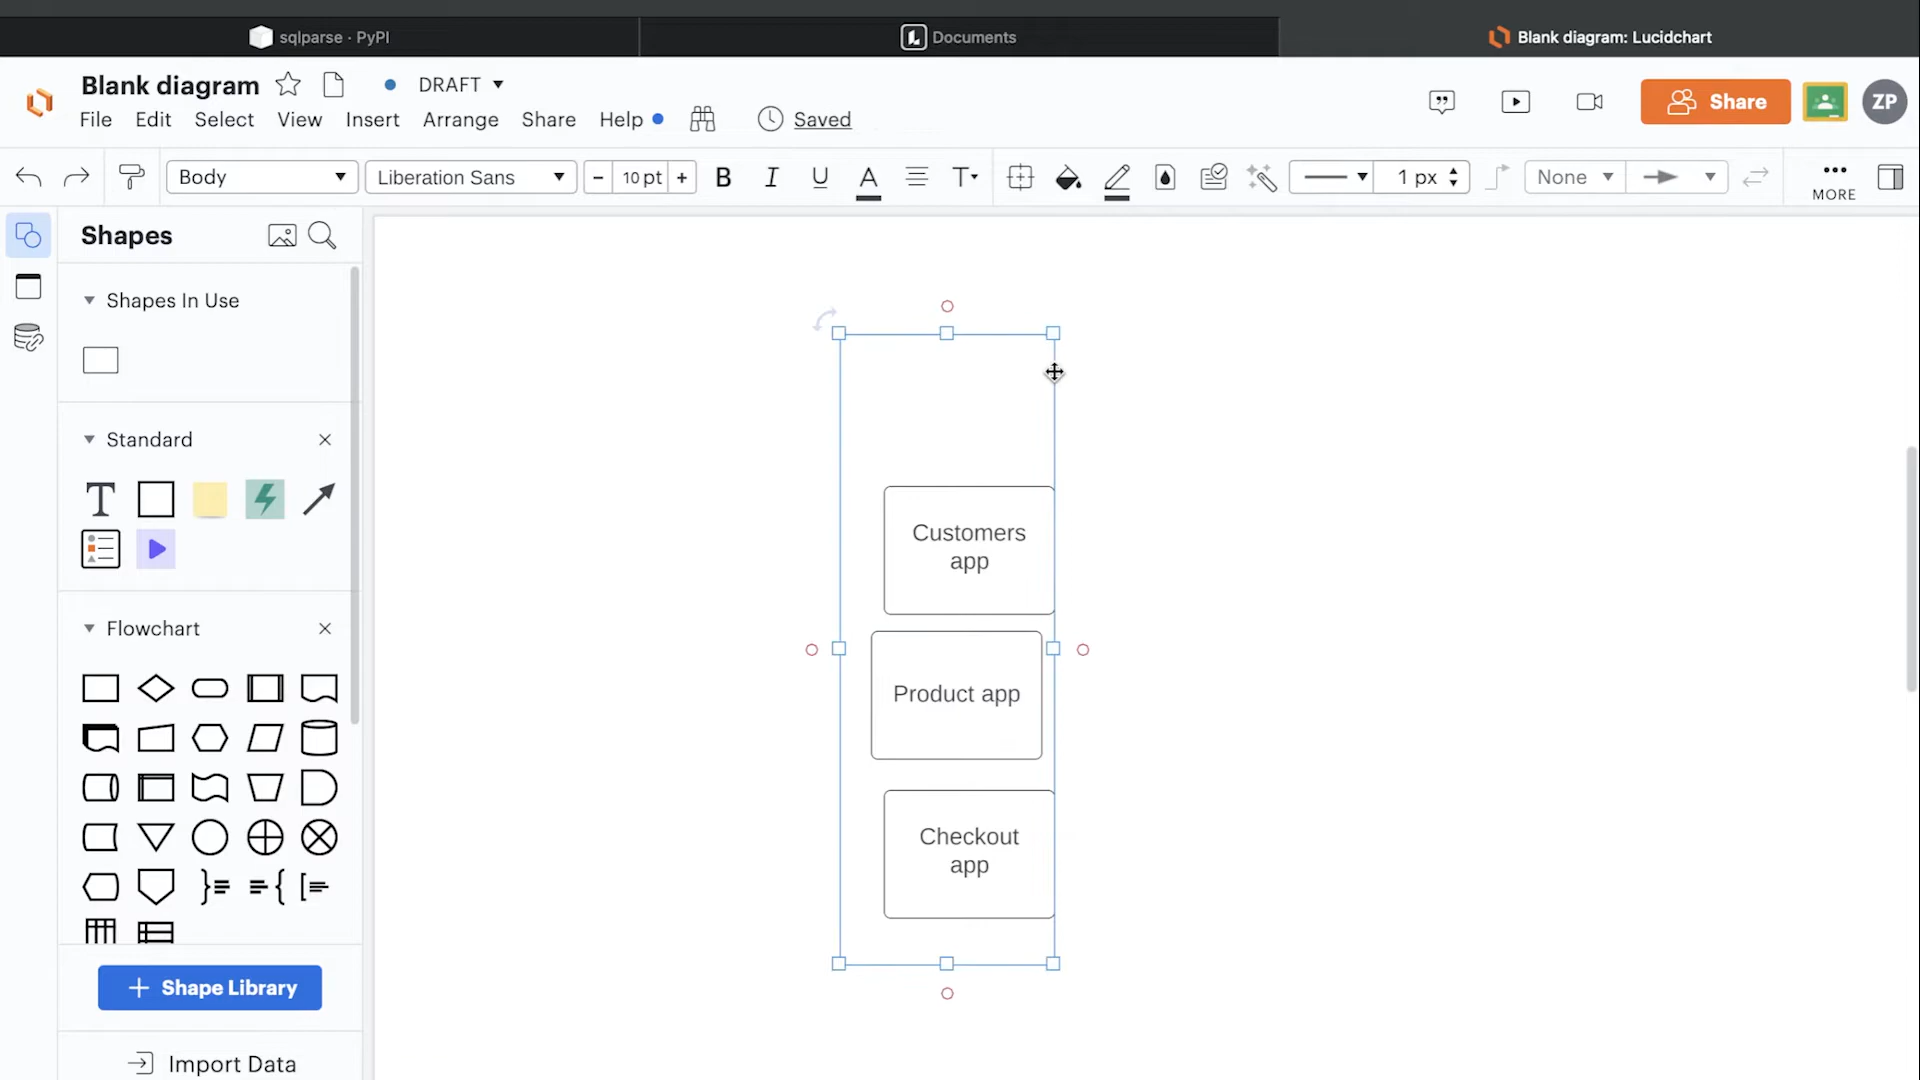 sqlparse · PyPI
Documents
Blank diagram: Lucidchart
Blank diagram
DRAFT
File Edit Select View Insert Arrange Share Help
Saved
Share
ZP
Body
Liberation Sans
− 10 pt +
B I U A T
1 px
None
MORE
Shapes
Shapes In Use
Standard
T
Flowchart
+ Shape Library
Import Data
Customers
app
Product app
Checkout
app